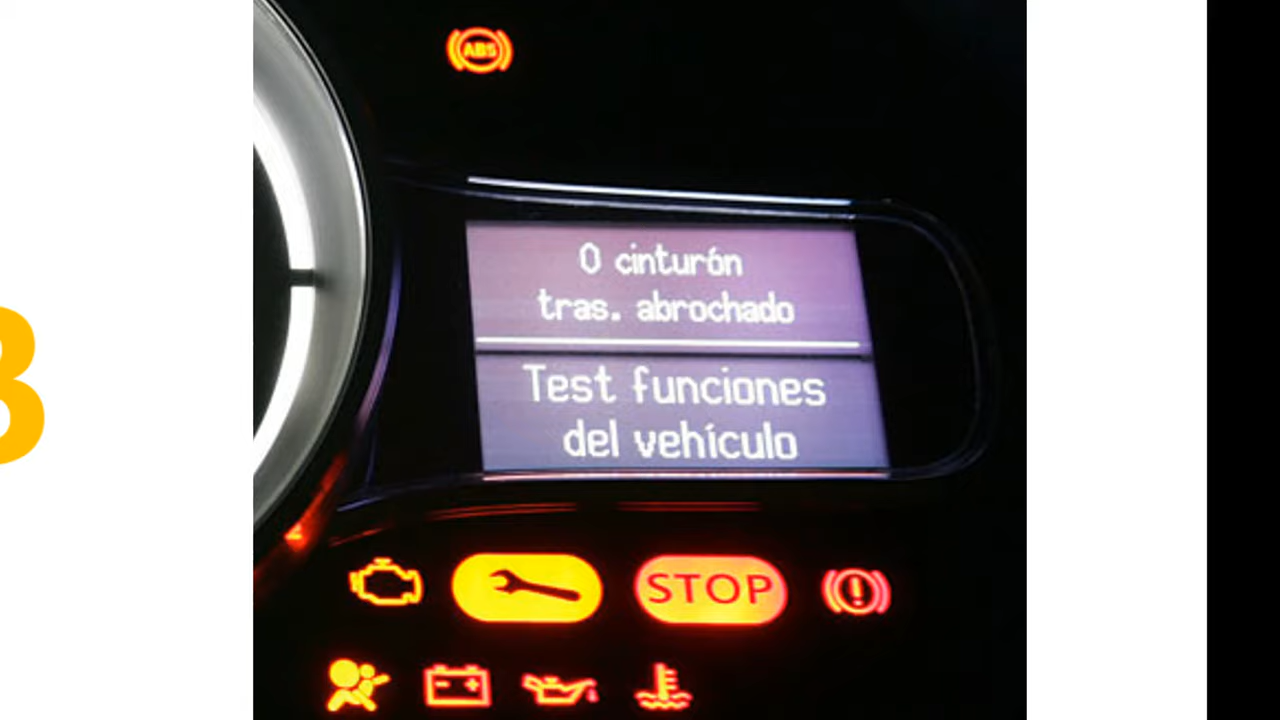 ABS
0 cinturón
tras. abrochado
Test funciones
del vehículo
STOP